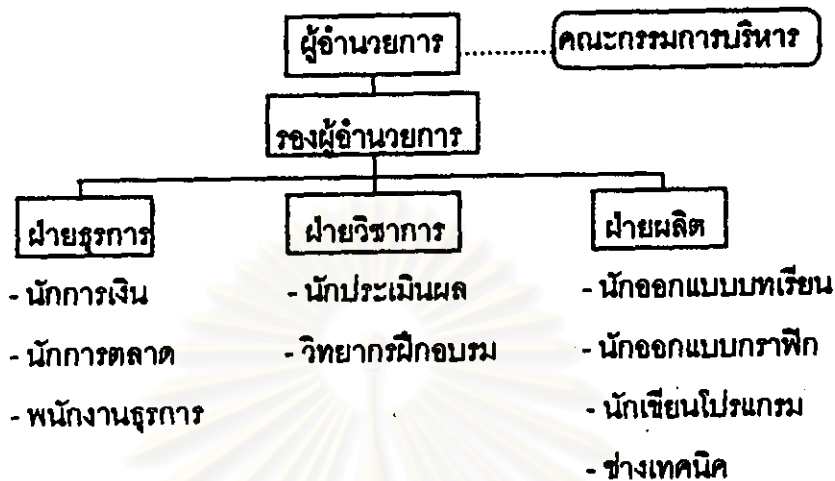 ผู้อำนวยการ
คณะกรรมการบริหาร
รองผู้อำนวยการ
ฝ่ายธุรการ
- นักการเงิน
- นักการตลาด
- พนักงานธุรการ
ฝ่ายวิชาการ
- นักประเมินผล
- วิทยากรฝึกอบรม
ฝ่ายผลิต
- นักออกแบบบทเรียน
- นักออกแบบกราฟิก
- นักเขียนโปรแกรม
- ช่างเทคนิค